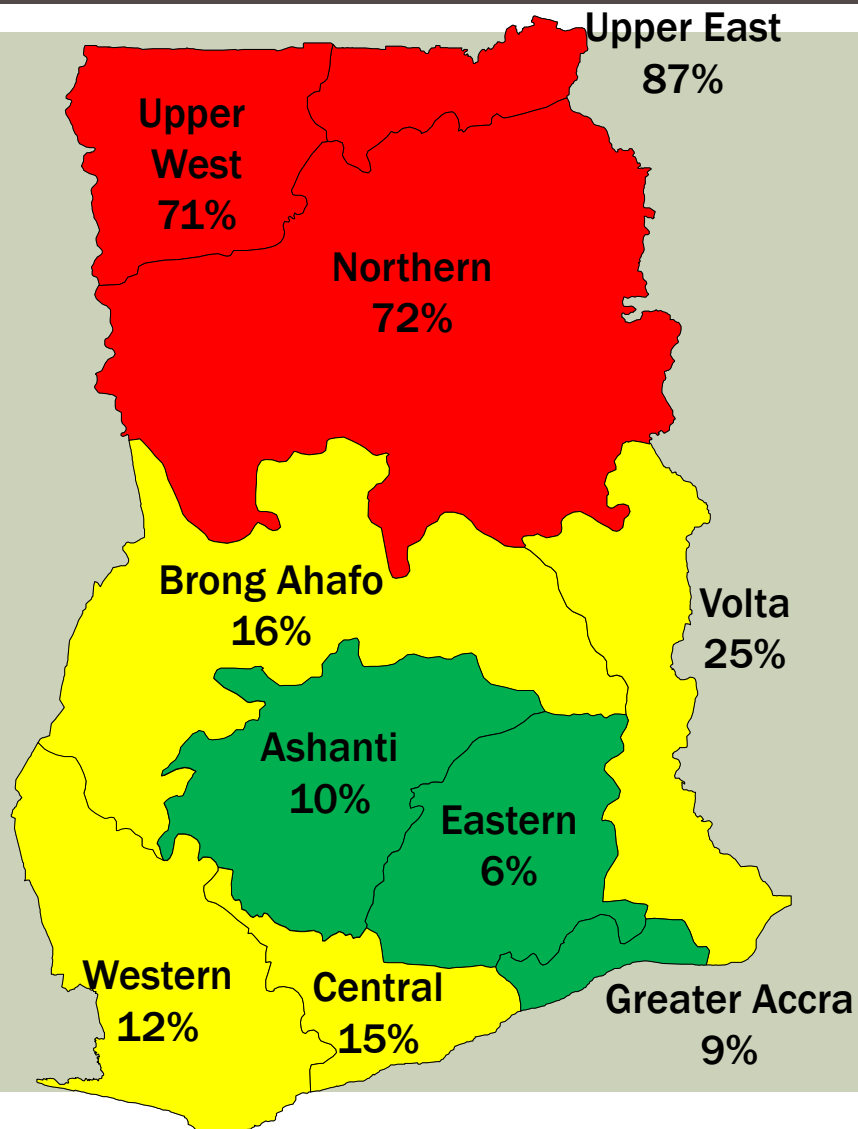 Upper East
87%
Upper
West
71%
Northern
72%
Brong Ahafo
16%
Volta
25%
Ashanti
10%
Eastern
6%
Western
12%
Central
15%
Greater Accra
9%